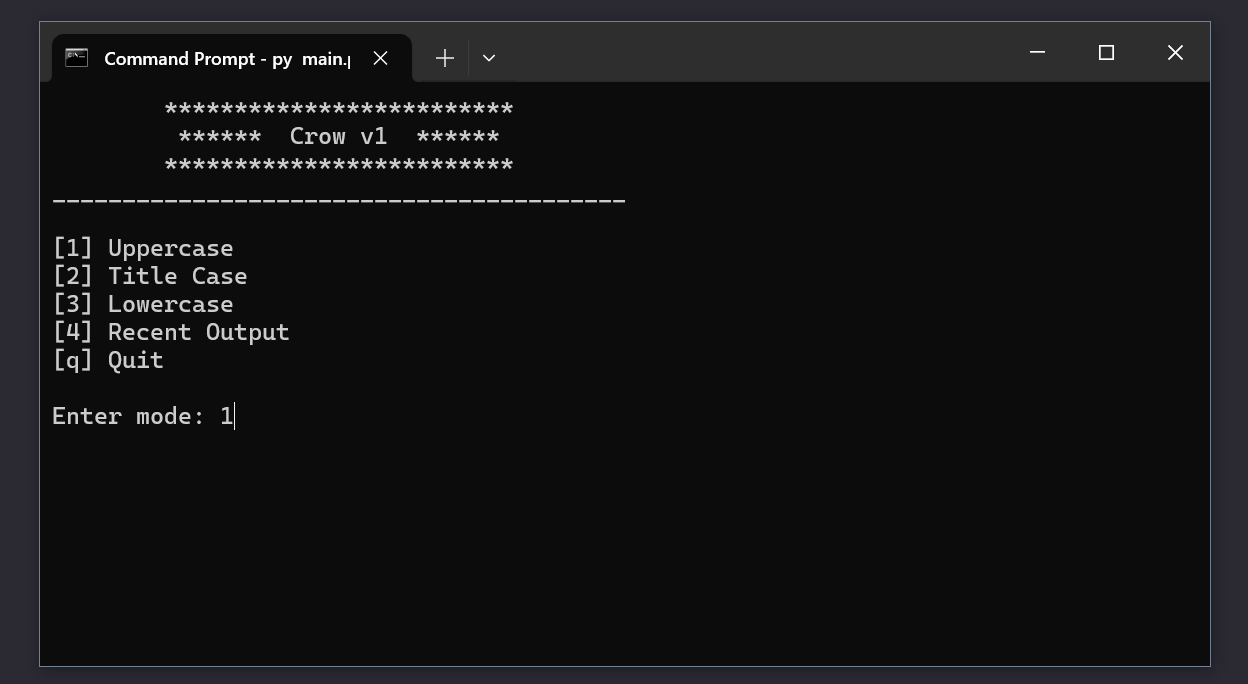 Command Prompt - py main.p
*************************
****** Crow v1 ******
*************************
-----------------------------------------
[1] Uppercase
[2] Title Case
[3] Lowercase
[4] Recent Output
[q] Quit
Enter mode: 1